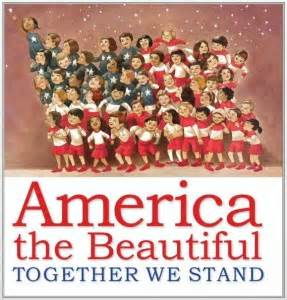 America
the Beautiful
TOGETHER WE STAND